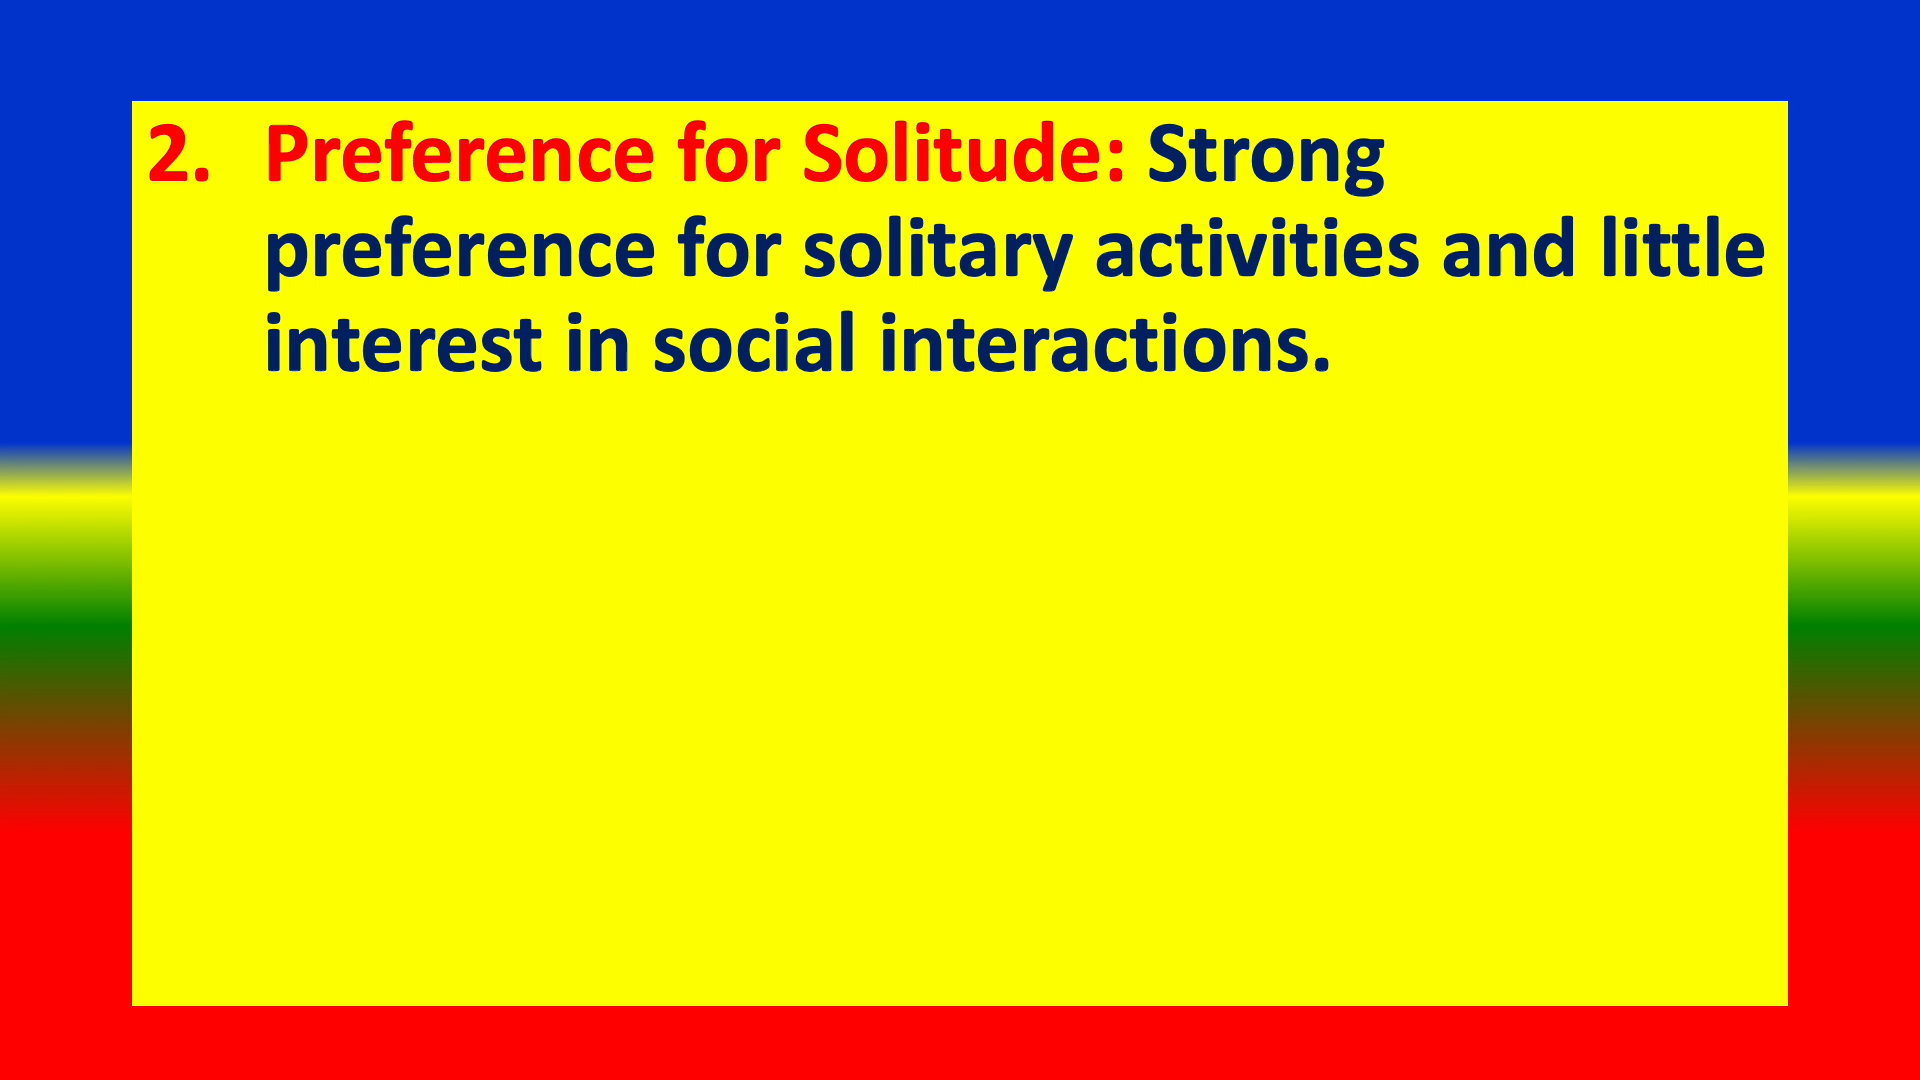 2. Preference for Solitude: Strong
preference for solitary activities and little
interest in social interactions.